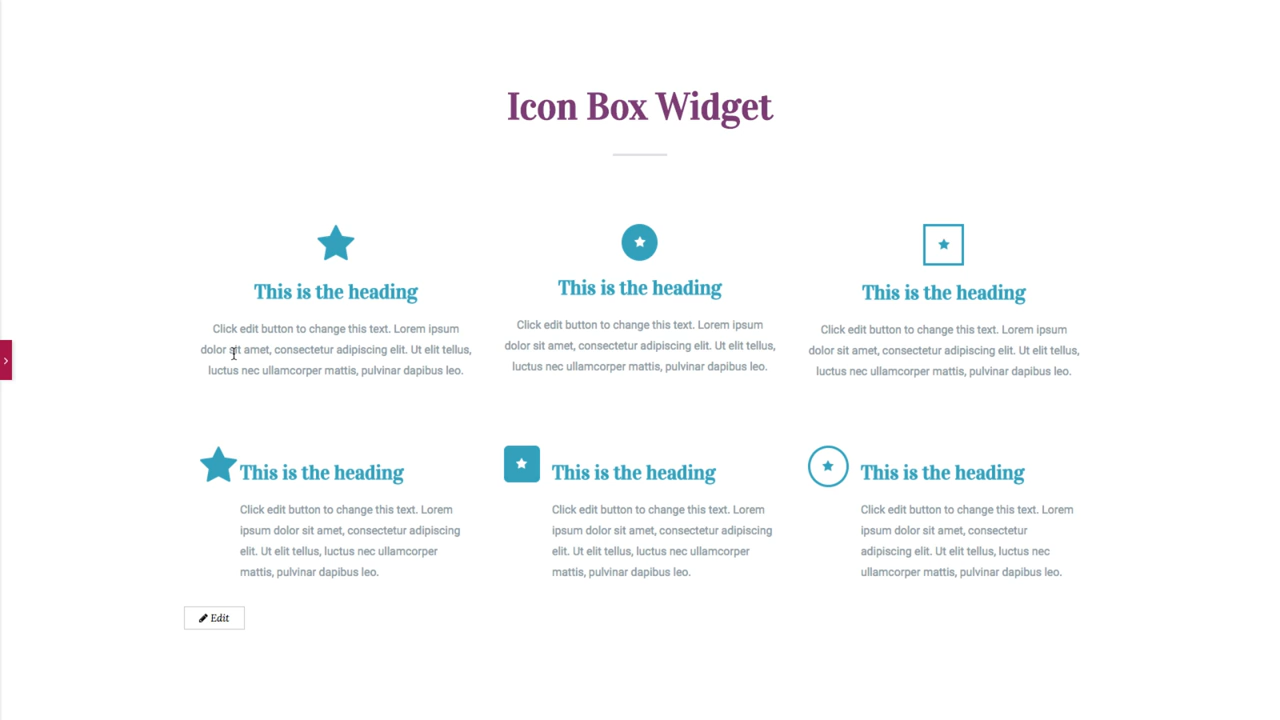 Icon Box Widget
This is the heading
Click edit button to change this text. Lorem ipsum
dolor sit amet, consectetur adipiscing elit. Ut elit tellus,
luctus nec ullamcorper mattis, pulvinar dapibus leo.
This is the heading
Click edit button to change this text. Lorem ipsum
dolor sit amet, consectetur adipiscing elit. Ut elit tellus,
luctus nec ullamcorper mattis, pulvinar dapibus leo.
This is the heading
Click edit button to change this text. Lorem ipsum
dolor sit amet, consectetur adipiscing elit. Ut elit tellus,
luctus nec ullamcorper mattis, pulvinar dapibus leo.
This is the heading
Click edit button to change this text. Lorem
ipsum dolor sit amet, consectetur adipiscing
elit. Ut elit tellus, luctus nec ullamcorper
mattis, pulvinar dapibus leo.
This is the heading
Click edit button to change this text. Lorem
ipsum dolor sit amet, consectetur adipiscing
elit. Ut elit tellus, luctus nec ullamcorper
mattis, pulvinar dapibus leo.
This is the heading
Click edit button to change this text. Lorem
ipsum dolor sit amet, consectetur
adipiscing elit. Ut elit tellus, luctus nec
ullamcorper mattis, pulvinar dapibus leo.
Edit